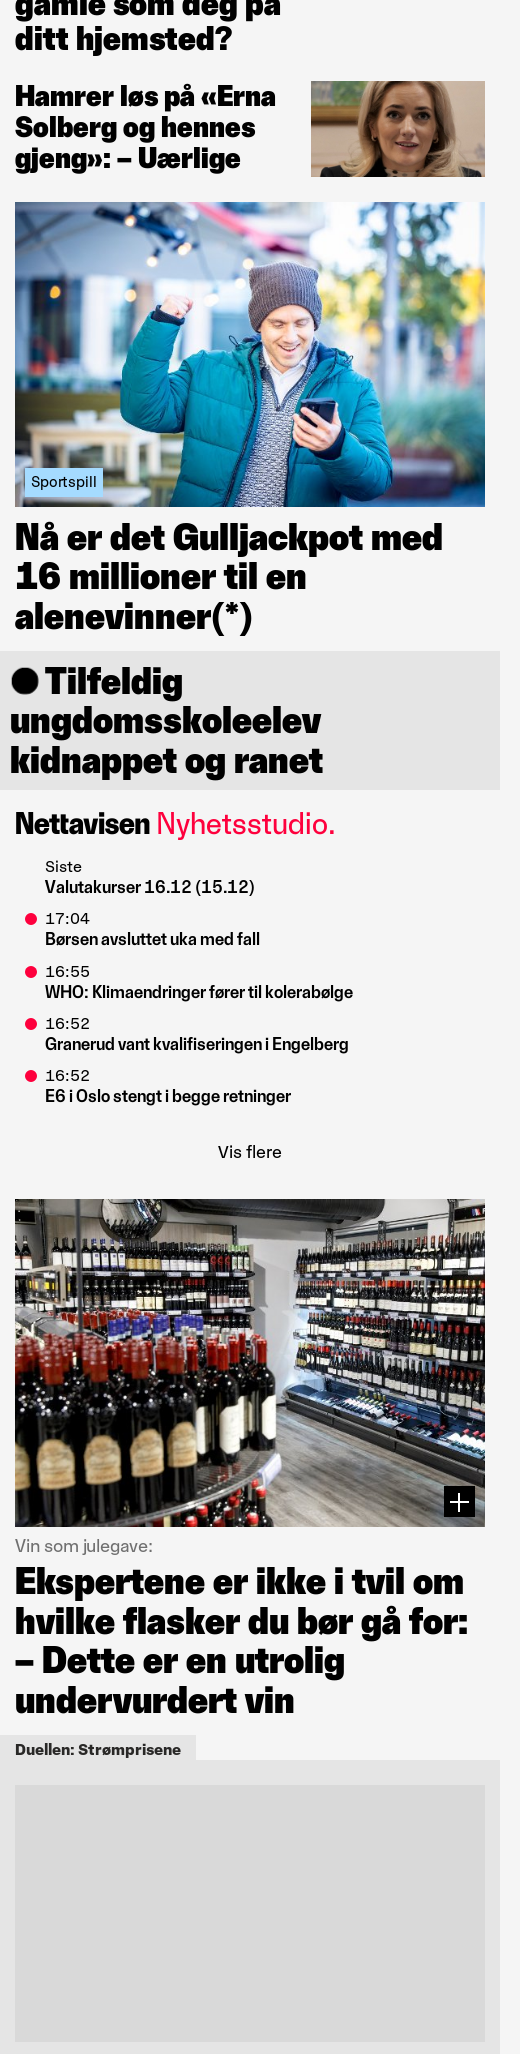 gamle som deg på
ditt hjemsted?
Hamrer løs på «Erna
Solberg og hennes
gjeng»: – Uærlige
Sportspill
Nå er det Gulljackpot med
16 millioner til en
alenevinner(*)
Tilfeldig
ungdomsskoleelev
kidnappet og ranet
Nettavisen Nyhetsstudio.
Siste
Valutakurser 16.12 (15.12)
17:04
Børsen avsluttet uka med fall
16:55
WHO: Klimaendringer fører til kolerabølge
16:52
Granerud vant kvalifiseringen i Engelberg
16:52
E6 i Oslo stengt i begge retninger
Vis flere
Vin som julegave:
Ekspertene er ikke i tvil om
hvilke flasker du bør gå for:
– Dette er en utrolig
undervurdert vin
Duellen: Strømprisene